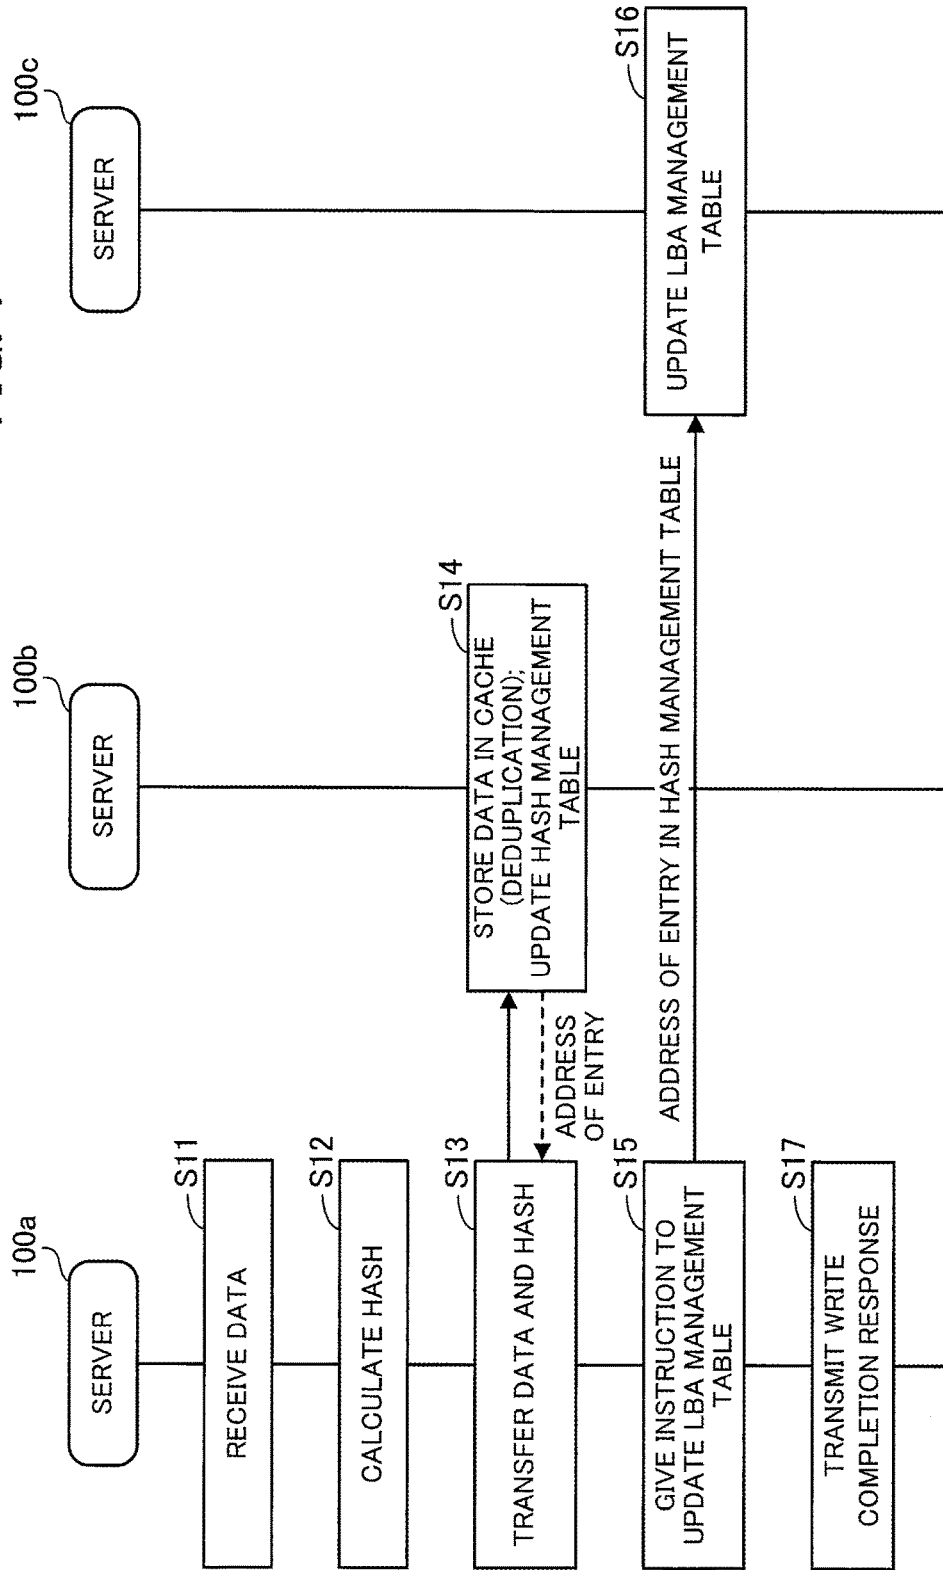 100a
SERVER
100b
SERVER
100c
SERVER
S11
RECEIVE DATA
S12
CALCULATE HASH
S13
TRANSFER DATA AND HASH
S14
STORE DATA IN CACHE
(DEDUPLICATION);
UPDATE HASH MANAGEMENT
TABLE
ADDRESS
OF ENTRY
S15
GIVE INSTRUCTION TO
UPDATE LBA MANAGEMENT
TABLE
ADDRESS OF ENTRY IN HASH MANAGEMENT TABLE
S16
UPDATE LBA MANAGEMENT
TABLE
S17
TRANSMIT WRITE
COMPLETION RESPONSE